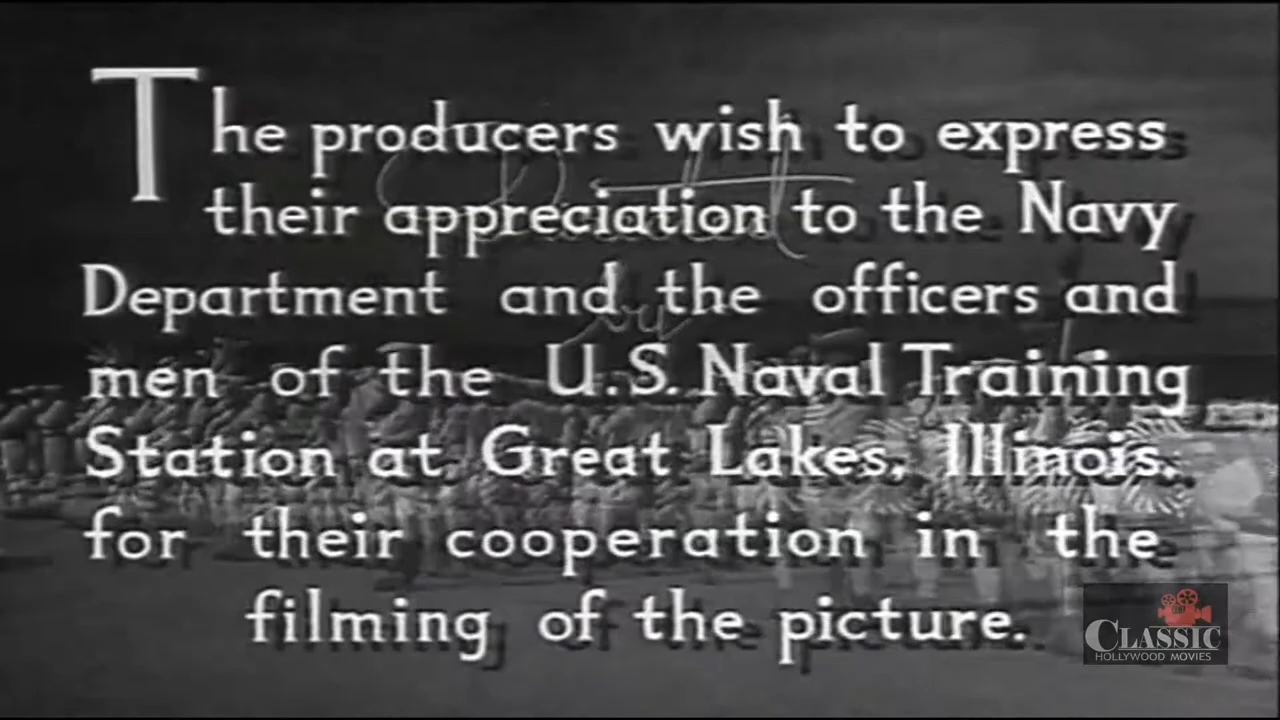 The producers wish to express
their appreciation to the Navy
Department and the officers and
men of the U.S. Naval Training
Station at Great Lakes, Illinois,
for their cooperation in the
filming of the picture.
by
CLASSIC
HOLLYWOOD MOVIES